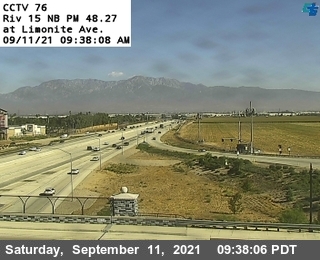 CCTV 76
Riv 15 NB PM 48.27
at Limonite Ave.
09/11/21 09:38:08 AM
Saturday, September 11, 2021 09:38:06 PDT